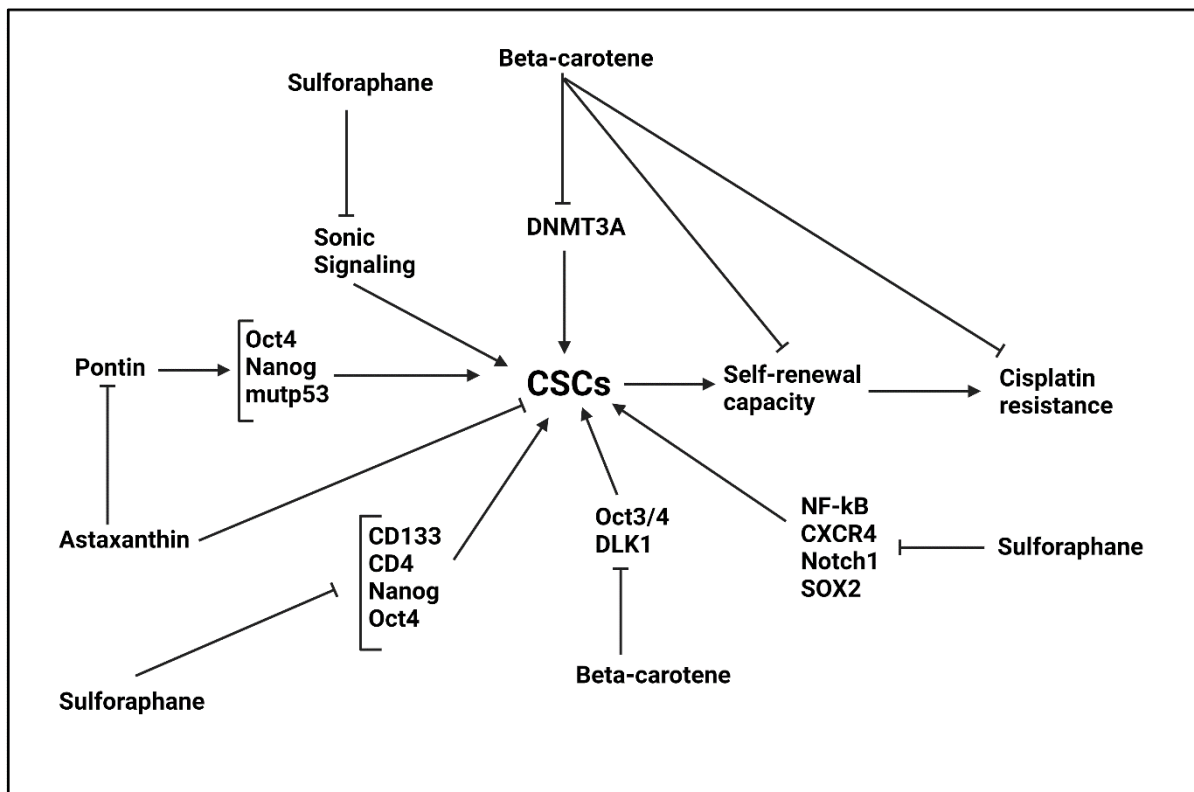 Beta-carotene
Sulforaphane
DNMT3A
Sonic
Signaling
Oct4
Nanog
mutp53
Pontin
CSCs
Self-renewal
capacity
Cisplatin
resistance
Astaxanthin
CD133
CD4
Nanog
Oct4
Oct3/4
DLK1
NF-kB
CXCR4
Notch1
SOX2
Sulforaphane
Beta-carotene
Sulforaphane